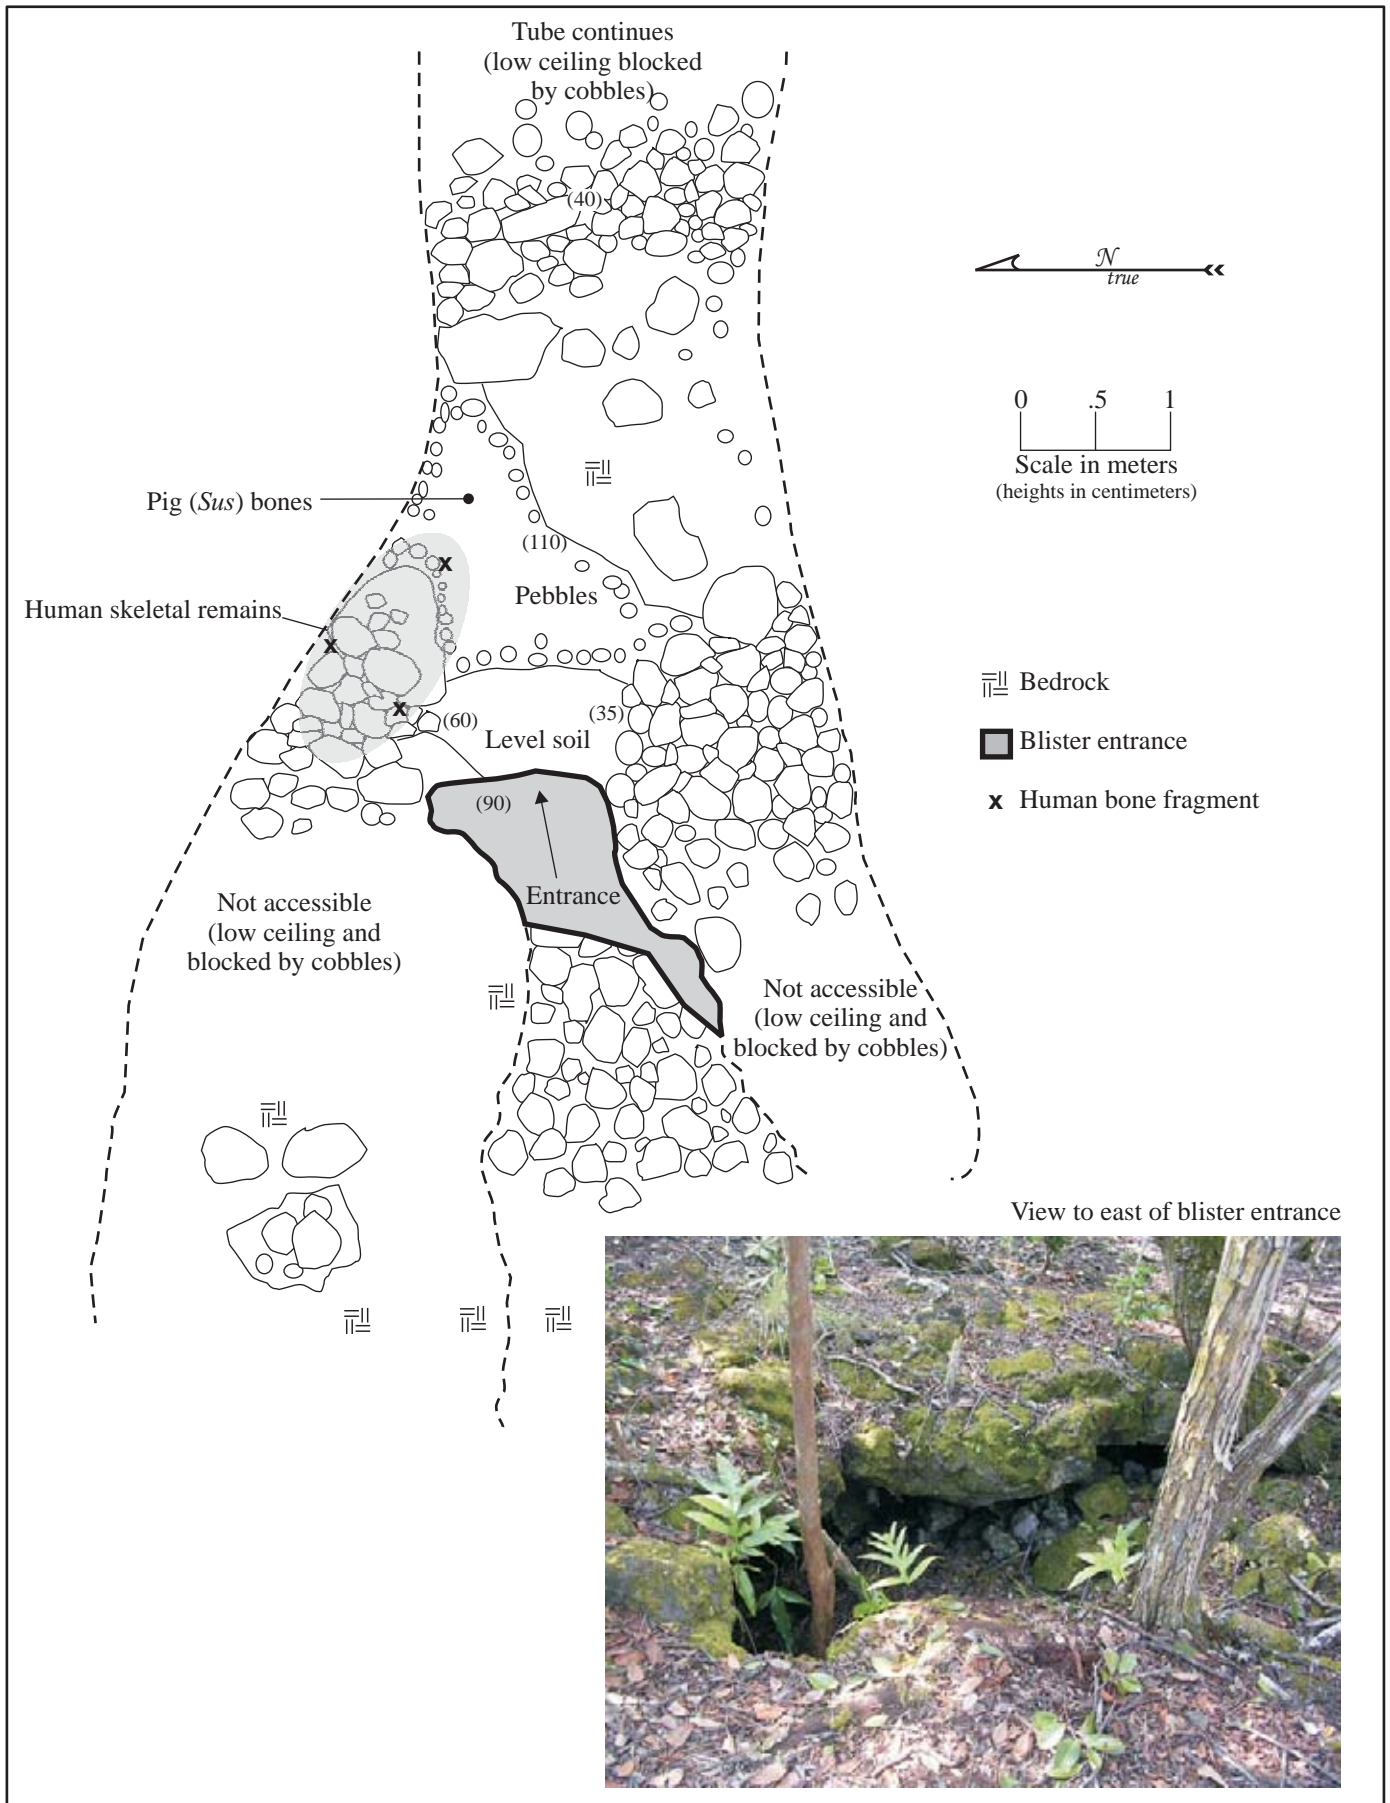 Tube continues
(low ceiling blocked
by cobbles)
(40)
N
true
0 .5 1
Scale in meters
(heights in centimeters)
Pig (Sus) bones
(110)
x
Pebbles
Human skeletal remains
x
x
(60)
(35)
Level soil
(90)
Entrance
Bedrock
Blister entrance
x Human bone fragment
Not accessible
(low ceiling and
blocked by cobbles)
Not accessible
(low ceiling and
blocked by cobbles)
View to east of blister entrance